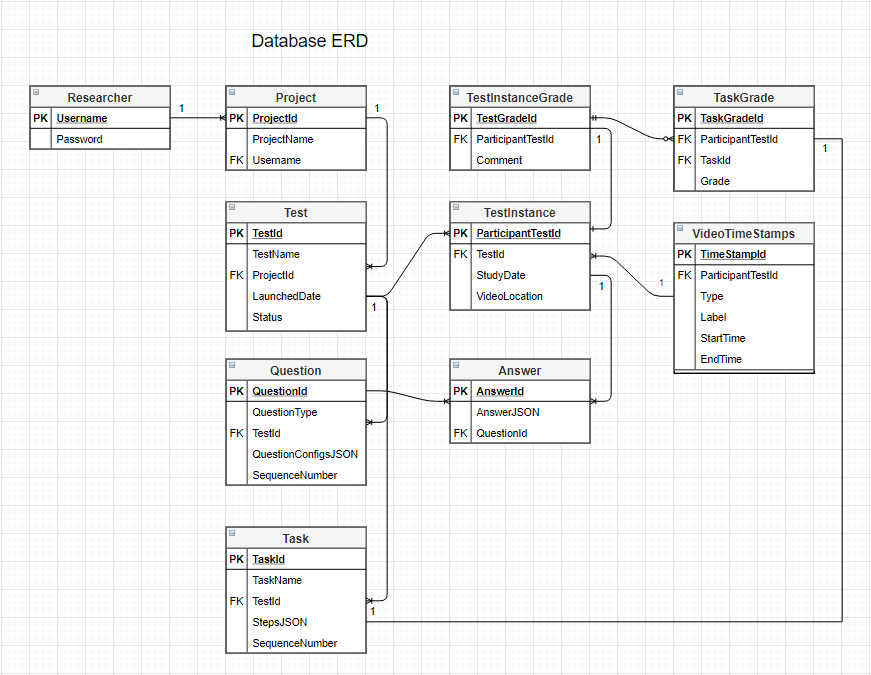 Database ERD
Researcher
PK Username
Password
1
Project
PK ProjectId
ProjectName
FK Username
1
TestInstanceGrade
PK TestGradeId
FK ParticipantTestId
Comment
1
TaskGrade
PK TaskGradeId
FK ParticipantTestId
FK TaskId
Grade
1
Test
PK TestId
TestName
FK ProjectId
LaunchedDate
Status
1
TestInstance
PK ParticipantTestId
FK TestId
StudyDate
VideoLocation
1
1
VideoTimeStamps
PK TimeStampId
FK ParticipantTestId
Type
Label
StartTime
EndTime
Question
PK QuestionId
QuestionType
FK TestId
QuestionConfigsJSON
SequenceNumber
Answer
PK AnswerId
AnswerJSON
FK QuestionId
Task
PK TaskId
TaskName
FK TestId
StepsJSON
SequenceNumber
1